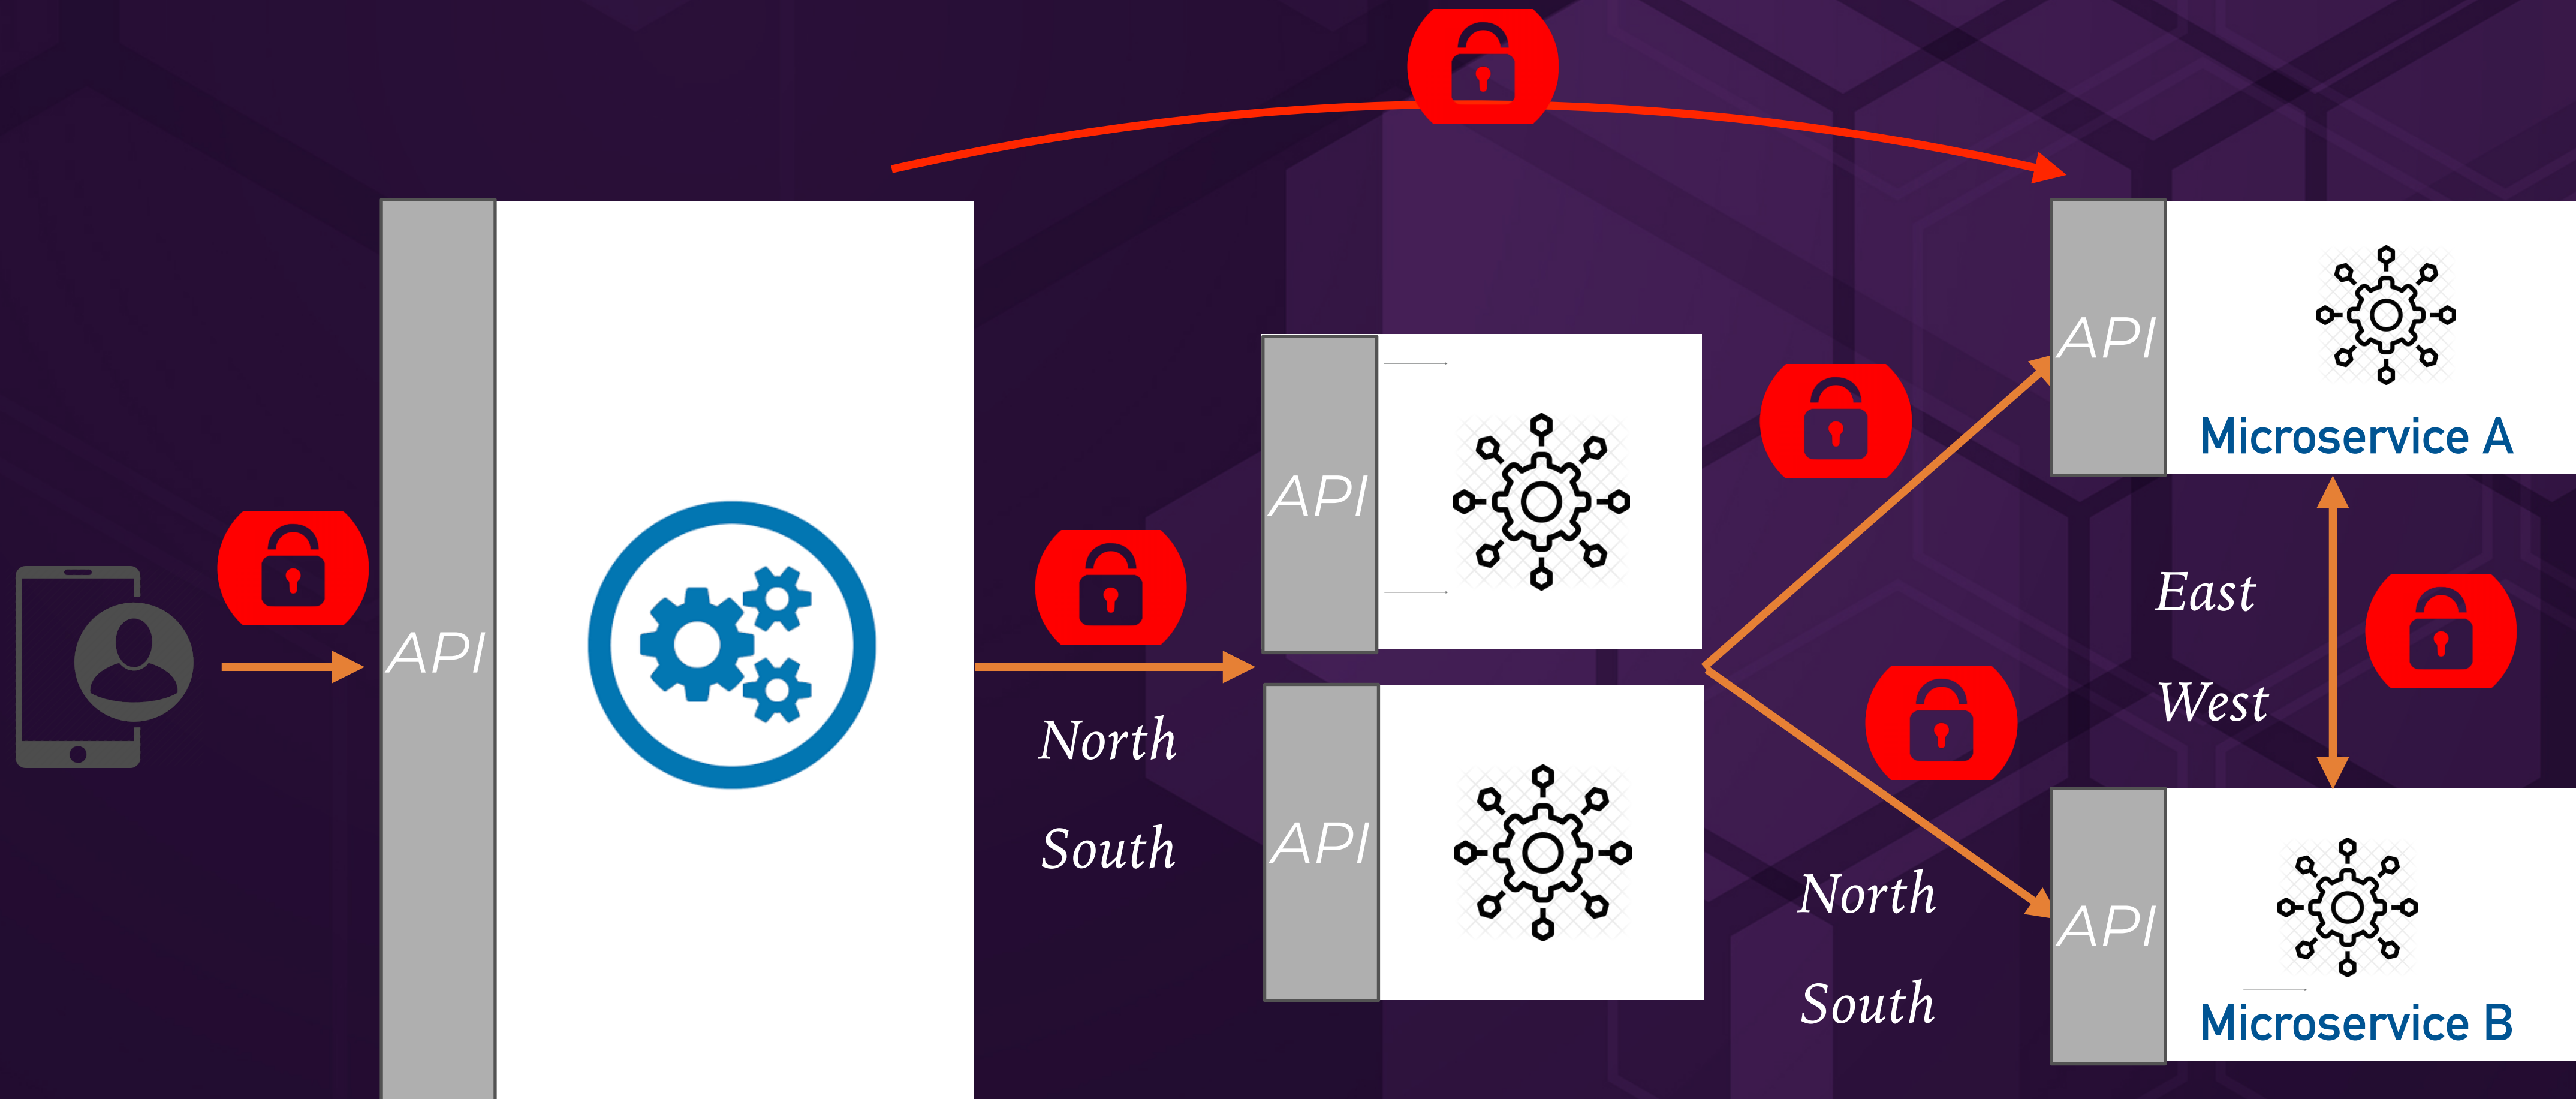 API
API
API
North
South
North
South
API
Microservice A
East
West
API
Microservice B